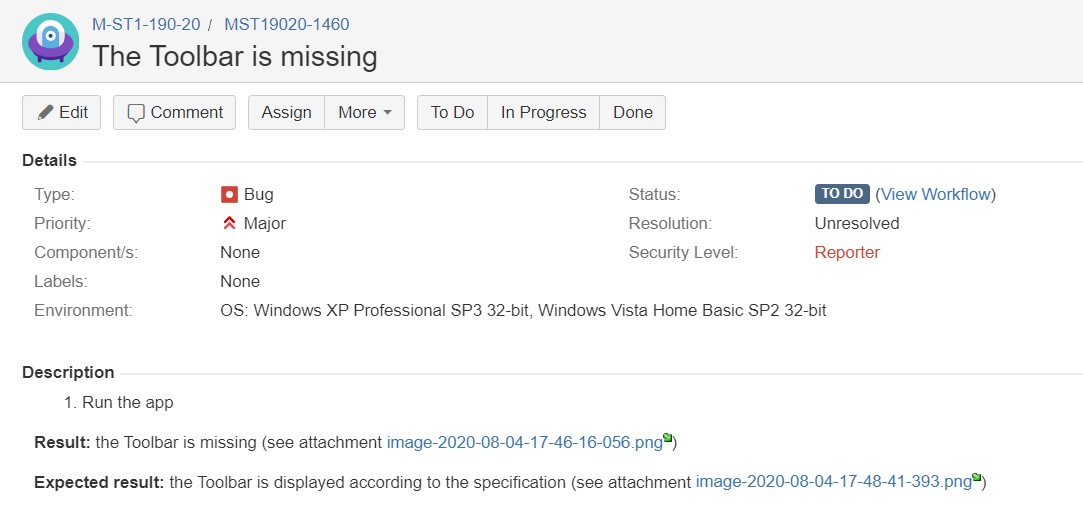 M-ST1-190-20 / MST19020-1460
The Toolbar is missing
Edit Comment Assign More To Do In Progress Done
Details
Type: Bug Status: TO DO (View Workflow)
Priority: Major Resolution: Unresolved
Component/s: None Security Level: Reporter
Labels: None
Environment: OS: Windows XP Professional SP3 32-bit, Windows Vista Home Basic SP2 32-bit
Description
1. Run the app
Result: the Toolbar is missing (see attachment image-2020-08-04-17-46-16-056.png)
Expected result: the Toolbar is displayed according to the specification (see attachment image-2020-08-04-17-48-41-393.png)